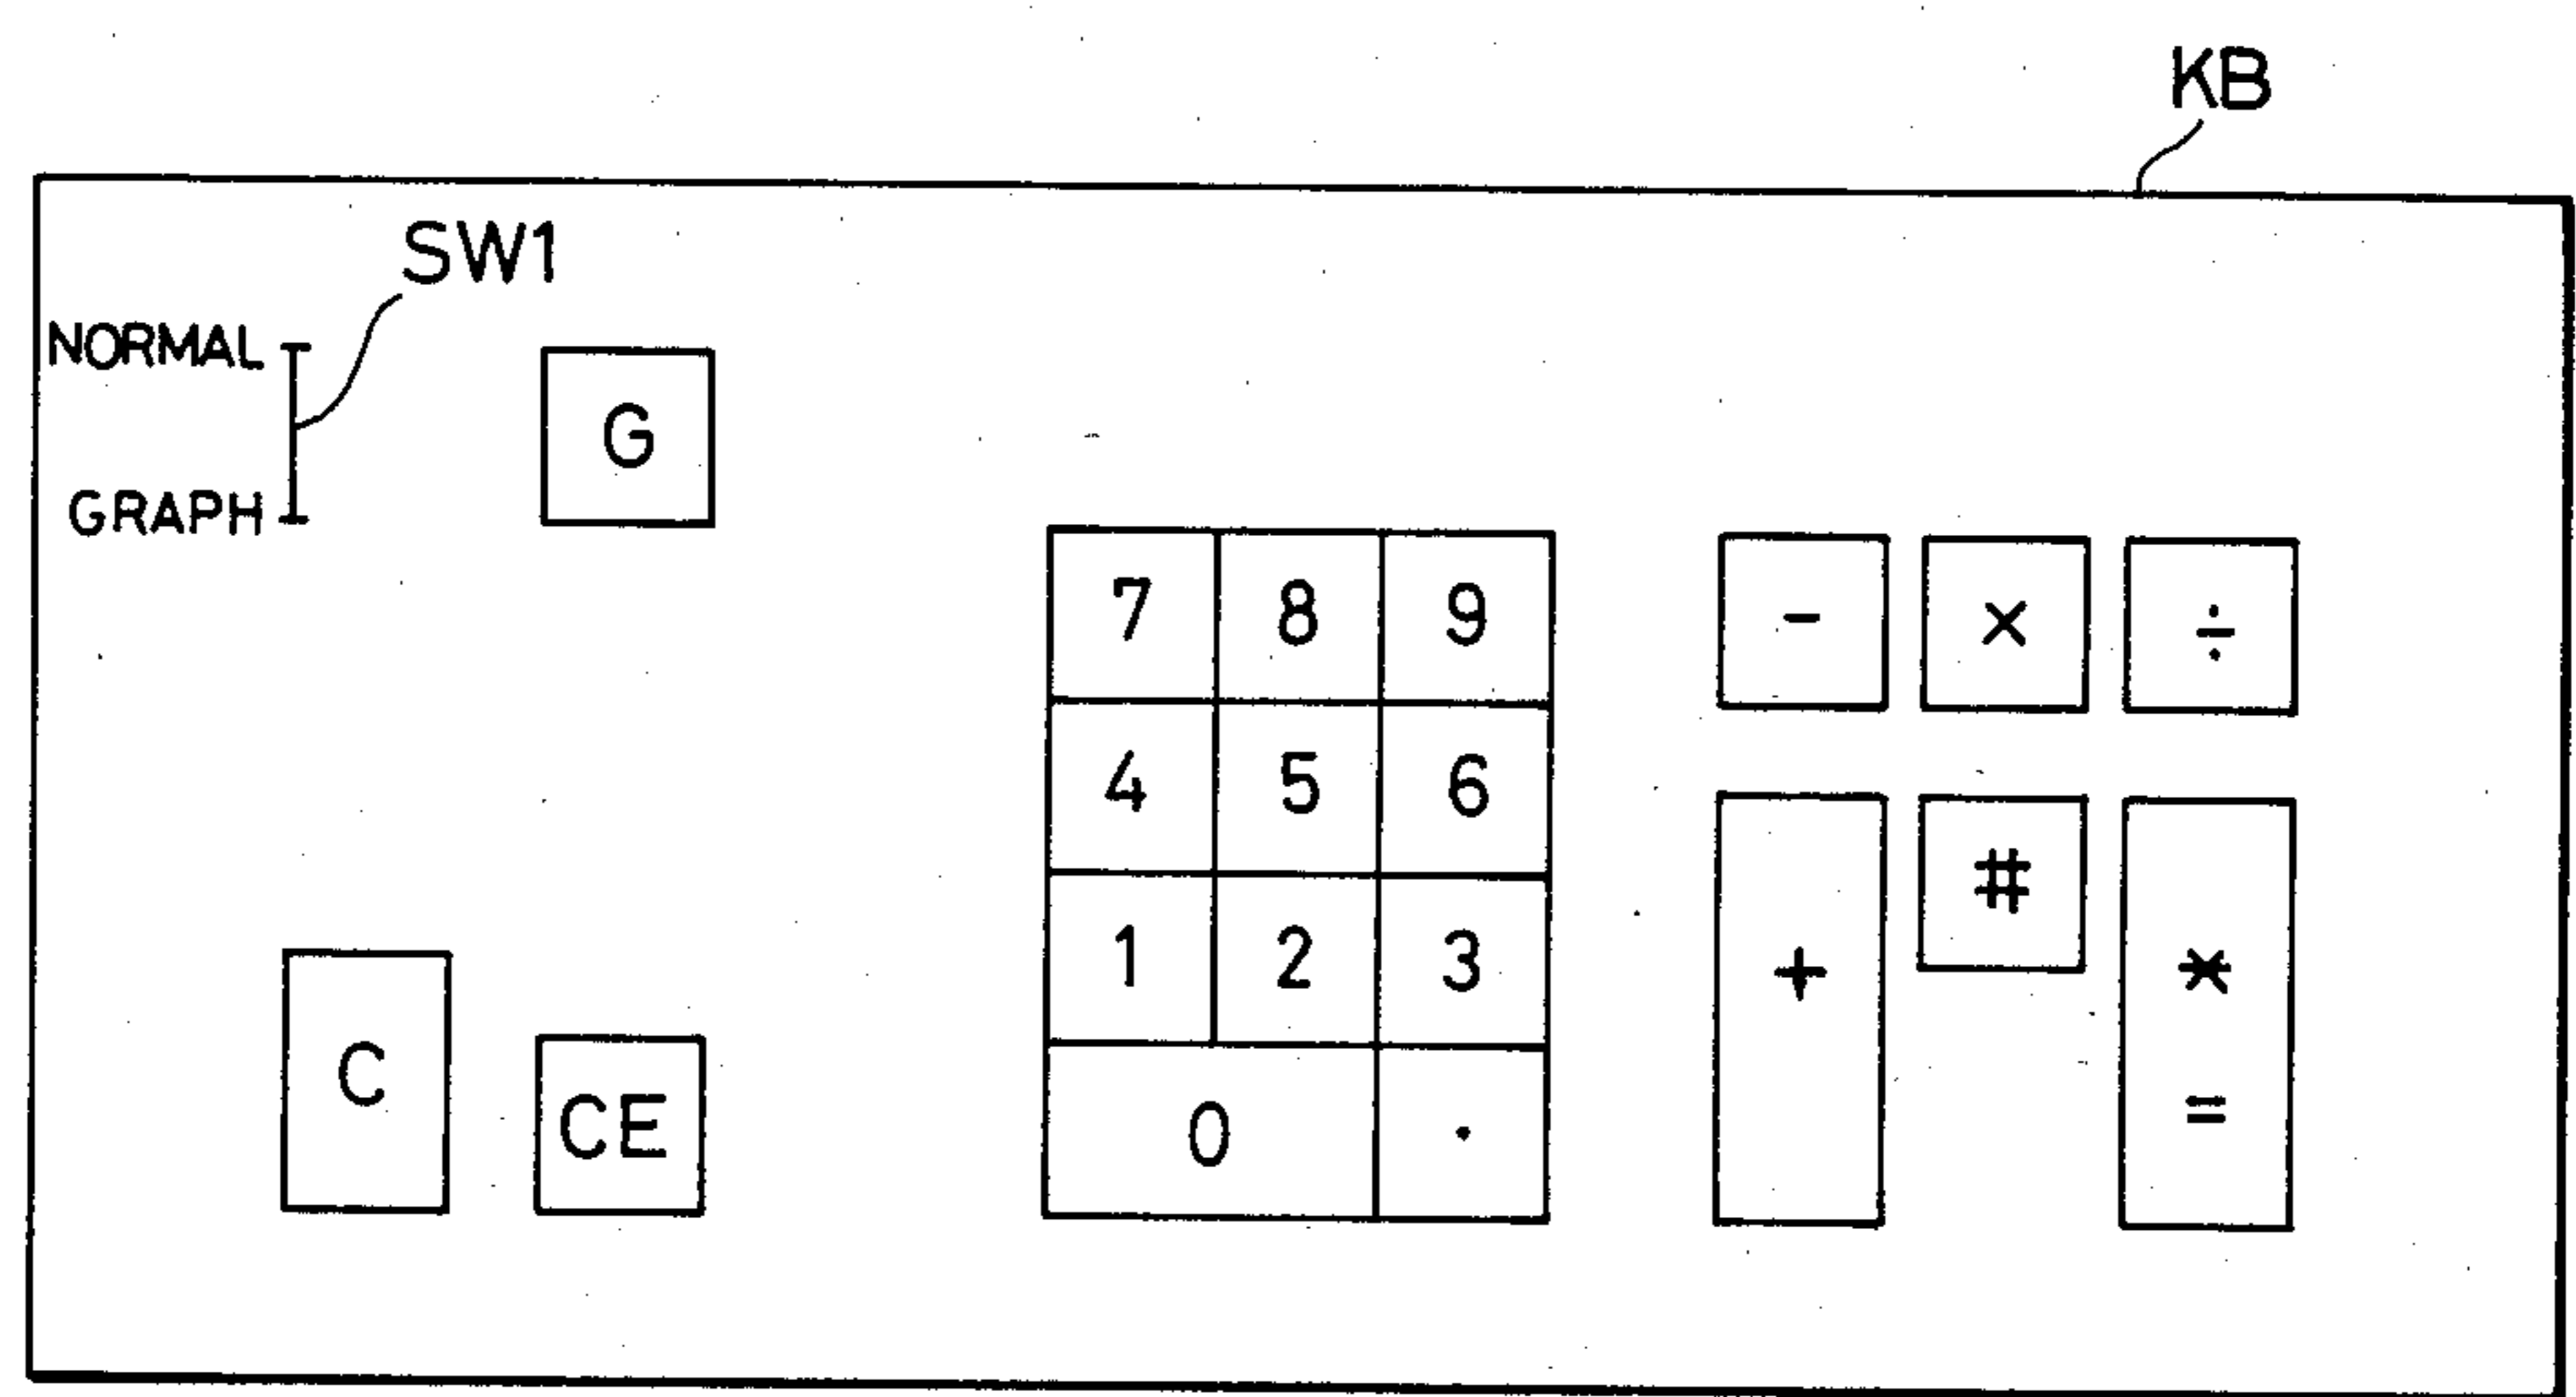 KB
SW1
NORMAL
GRAPH
G
7 8 9 - × ÷
4 5 6
1 2 3 + # *
=
C CE 0 ·